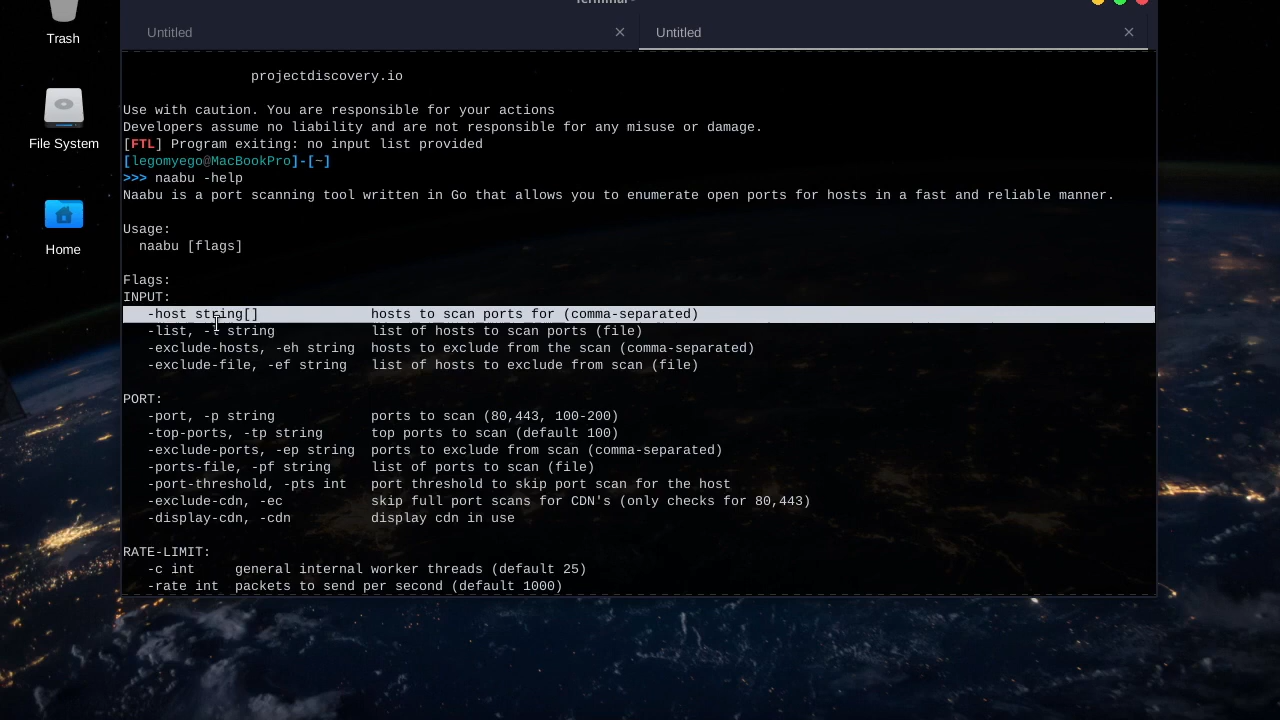 Terminal -
Trash
File System
Home
Untitled
Untitled
projectdiscovery.io
Use with caution. You are responsible for your actions
Developers assume no liability and are not responsible for any misuse or damage.
[FTL] Program exiting: no input list provided
[legomyego@MacBookPro]-[~]
>>> naabu -help
Naabu is a port scanning tool written in Go that allows you to enumerate open ports for hosts in a fast and reliable manner.
Usage:
naabu [flags]
Flags:
INPUT:
-host string[] hosts to scan ports for (comma-separated)
-list, -l string list of hosts to scan ports (file)
-exclude-hosts, -eh string hosts to exclude from the scan (comma-separated)
-exclude-file, -ef string list of hosts to exclude from scan (file)
PORT:
-port, -p string ports to scan (80,443, 100-200)
-top-ports, -tp string top ports to scan (default 100)
-exclude-ports, -ep string ports to exclude from scan (comma-separated)
-ports-file, -pf string list of ports to scan (file)
-port-threshold, -pts int port threshold to skip port scan for the host
-exclude-cdn, -ec skip full port scans for CDN's (only checks for 80,443)
-display-cdn, -cdn display cdn in use
RATE-LIMIT:
-c int general internal worker threads (default 25)
-rate int packets to send per second (default 1000)